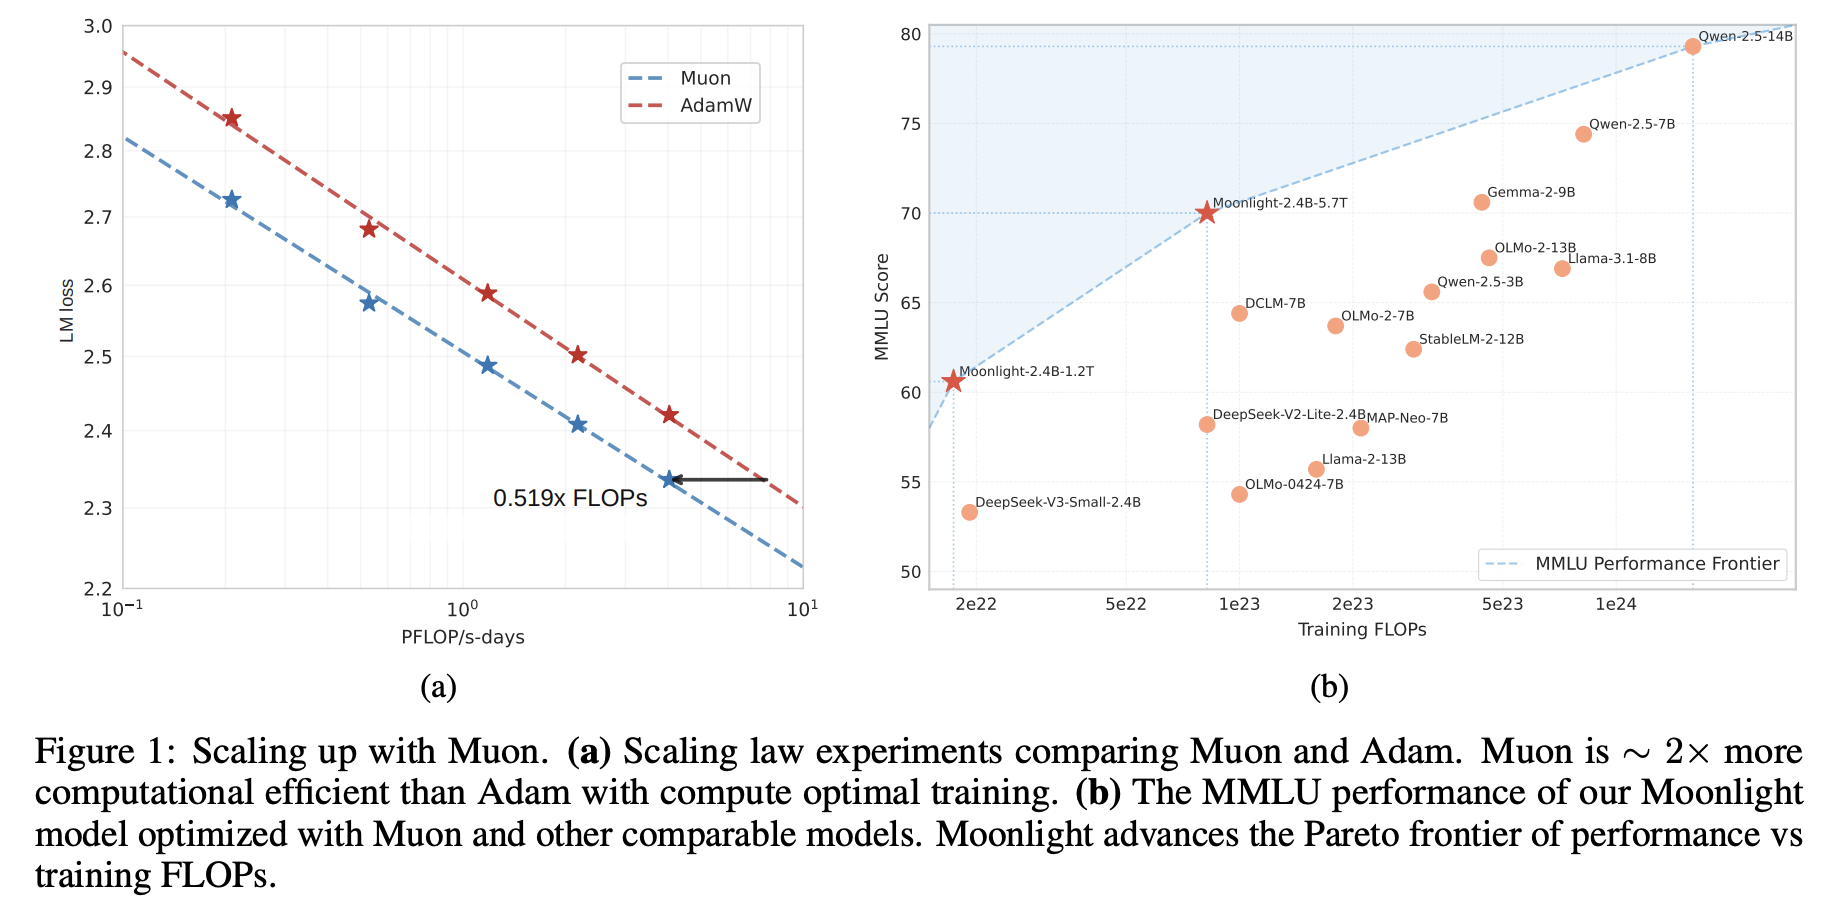 3.0
2.9
2.8
2.7
2.6
2.5
2.4
2.3
2.2
LM loss
10⁻¹
10⁰
10¹
PFLOP/s-days
Muon
AdamW
0.519x FLOPs
(a)
80
75
70
65
60
55
50
MMLU Score
2e22
5e22
1e23
2e23
5e23
1e24
Training FLOPs
Qwen-2.5-14B
Qwen-2.5-7B
Gemma-2-9B
Moonlight-2.4B-5.7T
OLMo-2-13B
Llama-3.1-8B
Qwen-2.5-3B
DCLM-7B
OLMo-2-7B
StableLM-2-12B
Moonlight-2.4B-1.2T
DeepSeek-V2-Lite-2.4B
MAP-Neo-7B
Llama-2-13B
OLMo-0424-7B
DeepSeek-V3-Small-2.4B
MMLU Performance Frontier
(b)
Figure 1: Scaling up with Muon. (a) Scaling law experiments comparing Muon and Adam. Muon is ∼ 2× more
computational efficient than Adam with compute optimal training. (b) The MMLU performance of our Moonlight
model optimized with Muon and other comparable models. Moonlight advances the Pareto frontier of performance vs
training FLOPs.